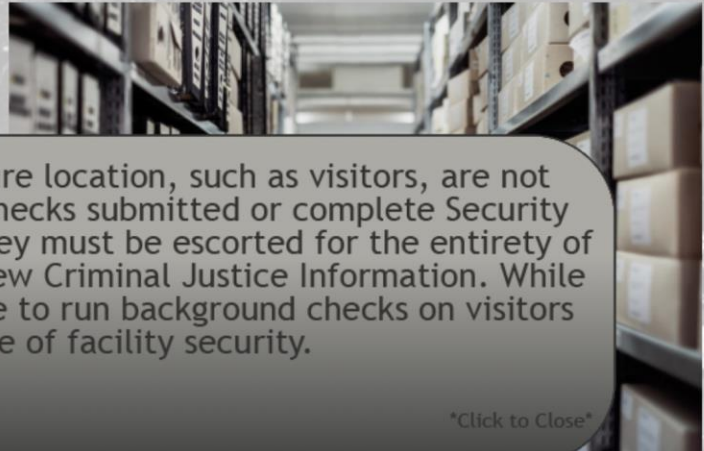 re location, such as visitors, are not
hecks submitted or complete Security
ey must be escorted for the entirety of
ew Criminal Justice Information. While
e to run background checks on visitors
e of facility security.
*Click to Close*